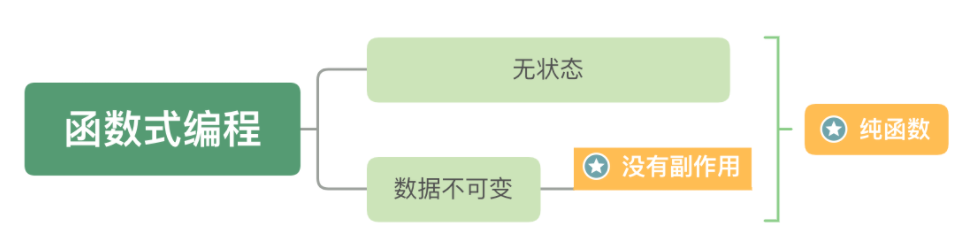 函数式编程
无状态
数据不可变
没有副作用
纯函数